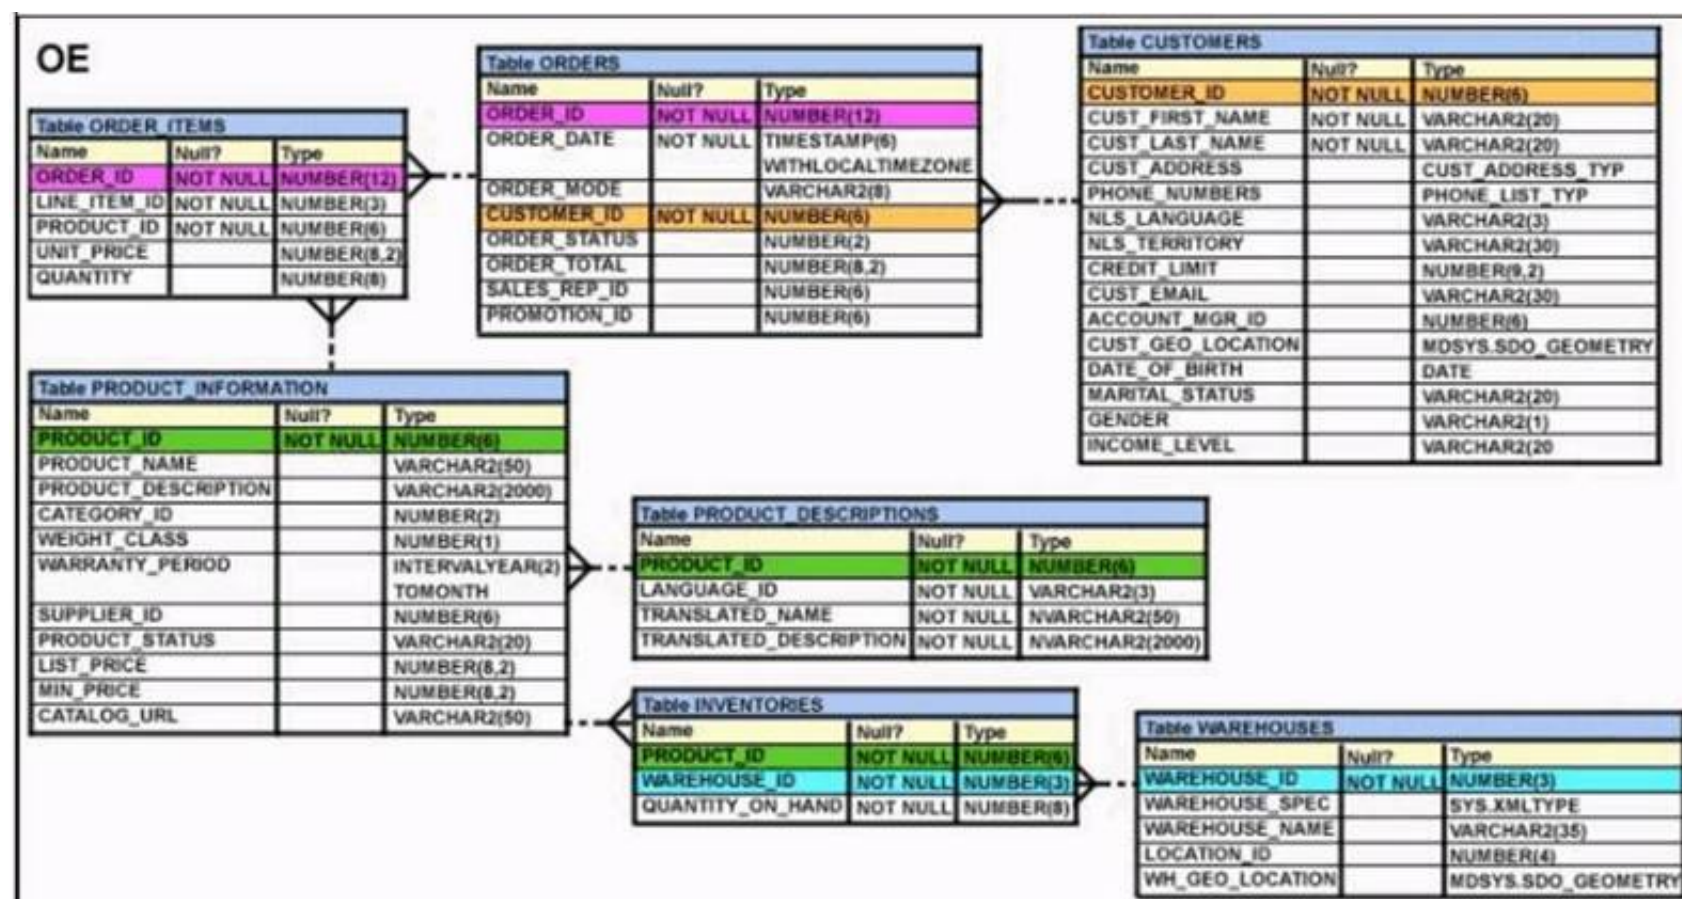 OE
Table ORDER_ITEMS
Name Null? Type
ORDER_ID NOT NULL NUMBER(12)
LINE_ITEM_ID NOT NULL NUMBER(3)
PRODUCT_ID NOT NULL NUMBER(6)
UNIT_PRICE NUMBER(8,2)
QUANTITY NUMBER(8)
Table ORDERS
Name Null? Type
ORDER_ID NOT NULL NUMBER(12)
ORDER_DATE NOT NULL TIMESTAMP(6)
WITHLOCALTIMEZONE
ORDER_MODE VARCHAR2(8)
CUSTOMER_ID NOT NULL NUMBER(6)
ORDER_STATUS NUMBER(2)
ORDER_TOTAL NUMBER(8,2)
SALES_REP_ID NUMBER(6)
PROMOTION_ID NUMBER(6)
Table CUSTOMERS
Name Null? Type
CUSTOMER_ID NOT NULL NUMBER(6)
CUST_FIRST_NAME NOT NULL VARCHAR2(20)
CUST_LAST_NAME NOT NULL VARCHAR2(20)
CUST_ADDRESS CUST_ADDRESS_TYP
PHONE_NUMBERS PHONE_LIST_TYP
NLS_LANGUAGE VARCHAR2(3)
NLS_TERRITORY VARCHAR2(30)
CREDIT_LIMIT NUMBER(9,2)
CUST_EMAIL VARCHAR2(30)
ACCOUNT_MGR_ID NUMBER(6)
CUST_GEO_LOCATION MDSYS.SDO_GEOMETRY
DATE_OF_BIRTH DATE
MARITAL_STATUS VARCHAR2(20)
GENDER VARCHAR2(1)
INCOME_LEVEL VARCHAR2(20
Table PRODUCT_INFORMATION
Name Null? Type
PRODUCT_ID NOT NULL NUMBER(6)
PRODUCT_NAME VARCHAR2(50)
PRODUCT_DESCRIPTION VARCHAR2(2000)
CATEGORY_ID NUMBER(2)
WEIGHT_CLASS NUMBER(1)
WARRANTY_PERIOD INTERVALYEAR(2)
TOMONTH
SUPPLIER_ID NUMBER(6)
PRODUCT_STATUS VARCHAR2(20)
LIST_PRICE NUMBER(8,2)
MIN_PRICE NUMBER(8,2)
CATALOG_URL VARCHAR2(50)
Table PRODUCT_DESCRIPTIONS
Name Null? Type
PRODUCT_ID NOT NULL NUMBER(6)
LANGUAGE_ID NOT NULL VARCHAR2(3)
TRANSLATED_NAME NOT NULL NVARCHAR2(50)
TRANSLATED_DESCRIPTION NOT NULL NVARCHAR2(2000)
Table INVENTORIES
Name Null? Type
PRODUCT_ID NOT NULL NUMBER(6)
WAREHOUSE_ID NOT NULL NUMBER(3)
QUANTITY_ON_HAND NOT NULL NUMBER(8)
Table WAREHOUSES
Name Null? Type
WAREHOUSE_ID NOT NULL NUMBER(3)
WAREHOUSE_SPEC SYS.XMLTYPE
WAREHOUSE_NAME VARCHAR2(35)
LOCATION_ID NUMBER(4)
WH_GEO_LOCATION MDSYS.SDO_GEOMETRY